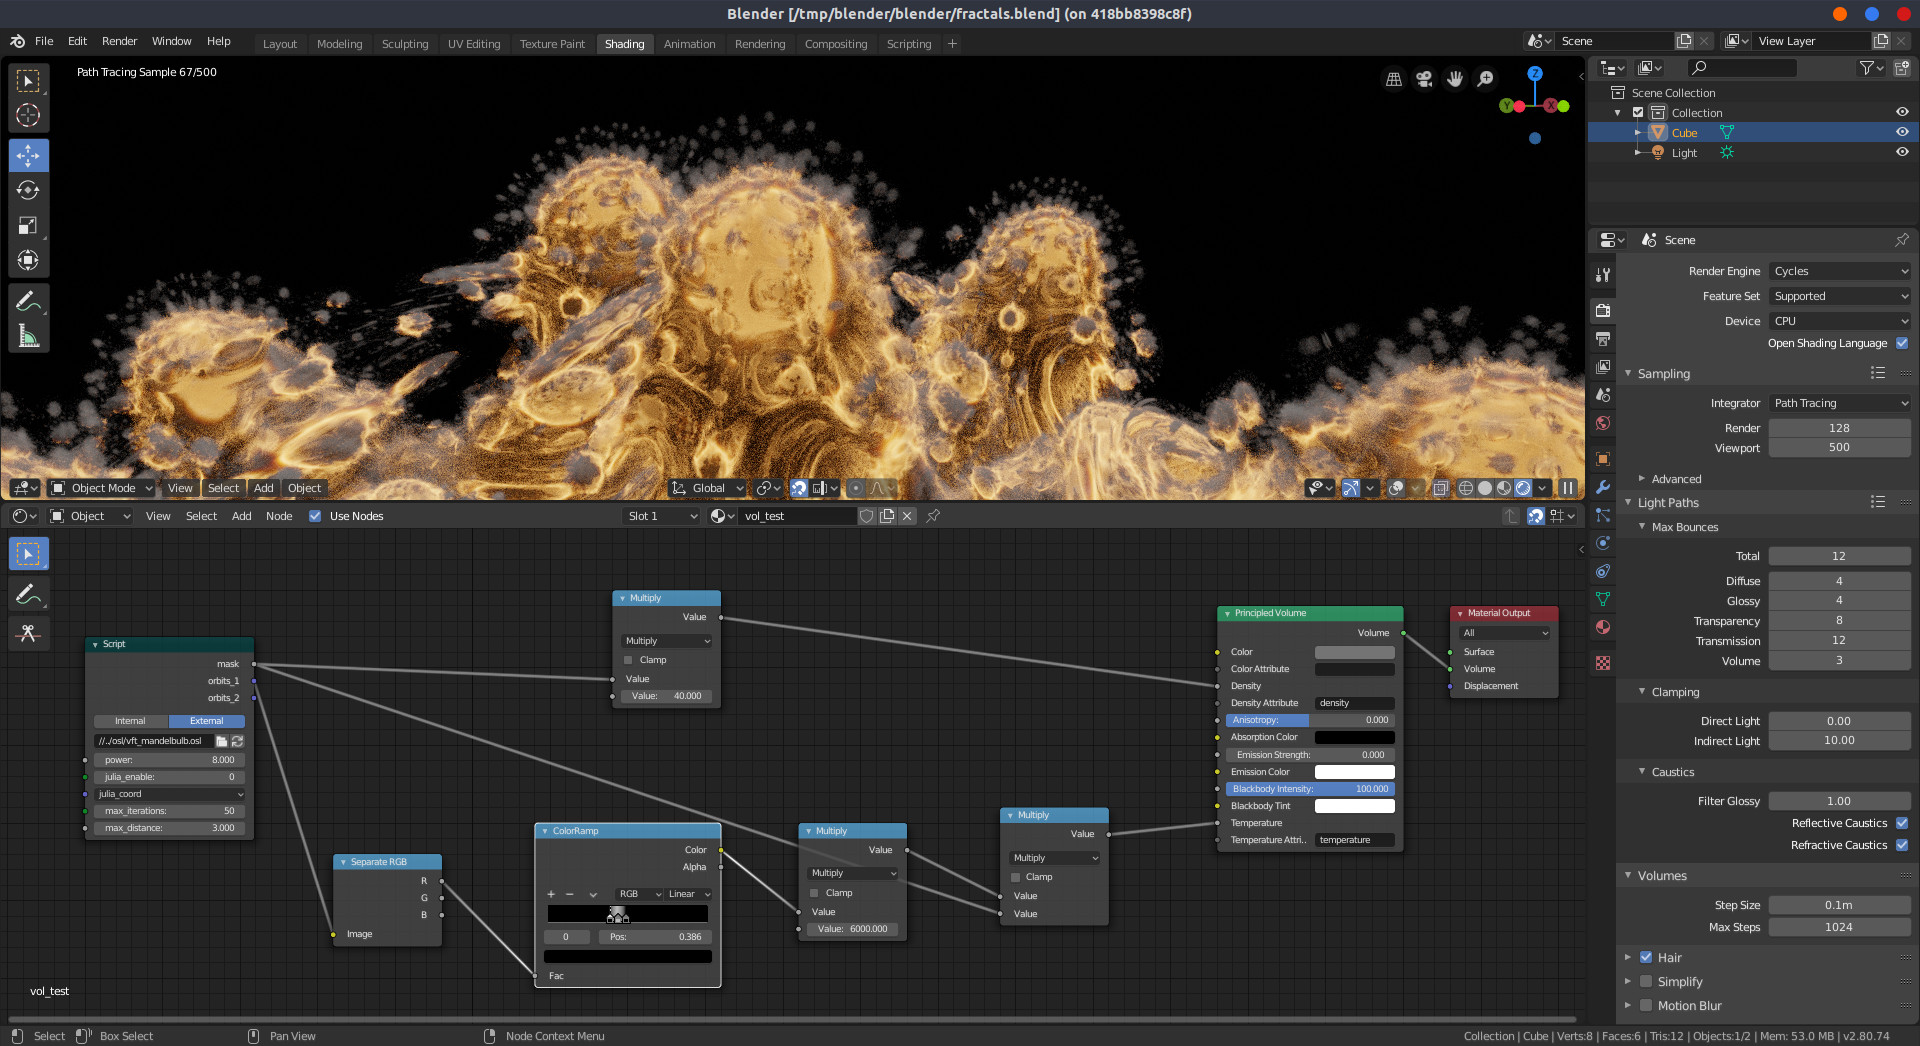 Blender [/tmp/blender/blender/fractals.blend] (on 418bb8398c8f)
File Edit Render Window Help Layout Modeling Sculpting UV Editing Texture Paint Shading Animation Rendering Compositing Scripting + Scene View Layer
Path Tracing Sample 67/500
Z
Y X
Scene Collection
Collection
Cube
Light
Scene
Render Engine Cycles
Feature Set Supported
Device CPU
Open Shading Language
Sampling
Integrator Path Tracing
Render 128
Viewport 500
Advanced
Light Paths
Max Bounces
Total 12
Diffuse 4
Glossy 4
Transparency 8
Transmission 12
Volume 3
Clamping
Direct Light 0.00
Indirect Light 10.00
Caustics
Filter Glossy 1.00
Reflective Caustics
Refractive Caustics
Volumes
Step Size 0.1m
Max Steps 1024
Hair
Simplify
Motion Blur
Object Mode View Select Add Object Global
Object View Select Add Node Use Nodes Slot 1 vol_test
Script
mask
orbits_1
orbits_2
Internal External
//../osl/vft_mandelbulb.osl
power: 8.000
julia_enable: 0
julia_coord
max_iterations: 50
max_distance: 3.000
Separate RGB
R
G
B
Image
Multiply
Value
Multiply
Clamp
Value
Value: 40.000
ColorRamp
Color
Alpha
+ − RGB Linear
0 Pos: 0.386
Fac
Multiply
Value
Multiply
Clamp
Value
Value: 6000.000
Multiply
Value
Multiply
Clamp
Value
Value
Principled Volume
Volume
Color
Color Attribute
Density
Density Attribute density
Anisotropy: 0.000
Absorption Color
Emission Strength: 0.000
Emission Color
Blackbody Intensity: 100.000
Blackbody Tint
Temperature
Temperature Attri.. temperature
Material Output
All
Surface
Volume
Displacement
vol_test
Select Box Select Pan View Node Context Menu Collection | Cube | Verts:8 | Faces:6 | Tris:12 | Objects:1/2 | Mem: 53.0 MB | v2.80.74